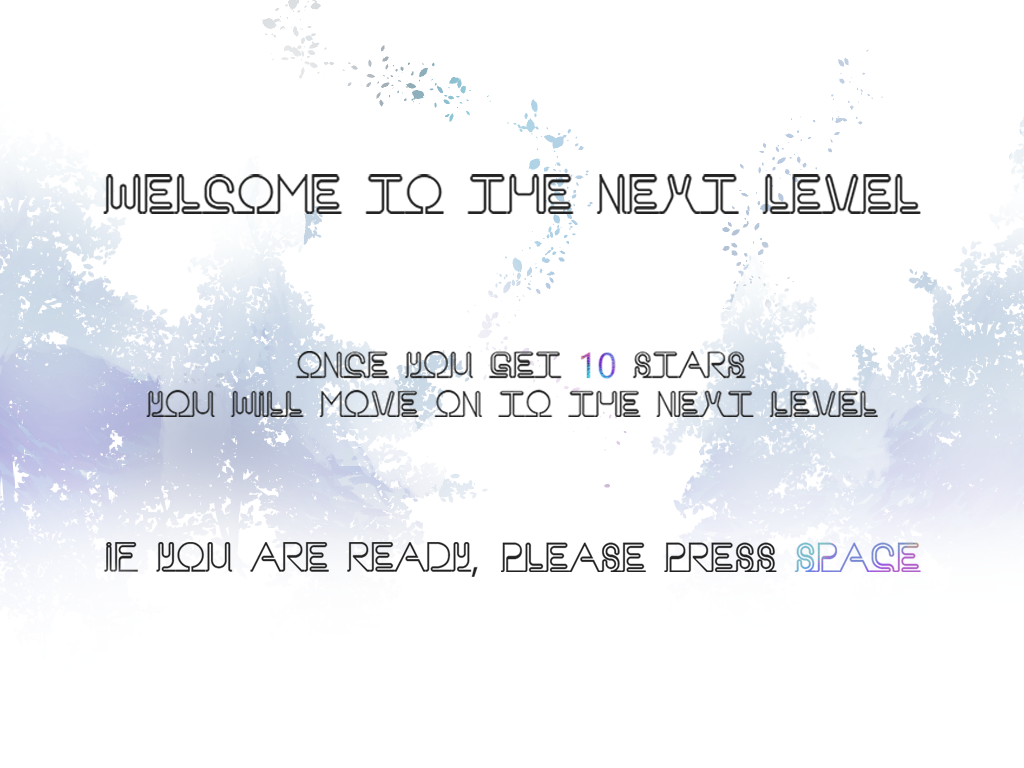 WELCOME TO THE NEXT LEVEL
ONCE YOU GET 10 STARS
YOU WILL MOVE ON TO THE NEXT LEVEL
IF YOU ARE READY, PLEASE PRESS SPACE